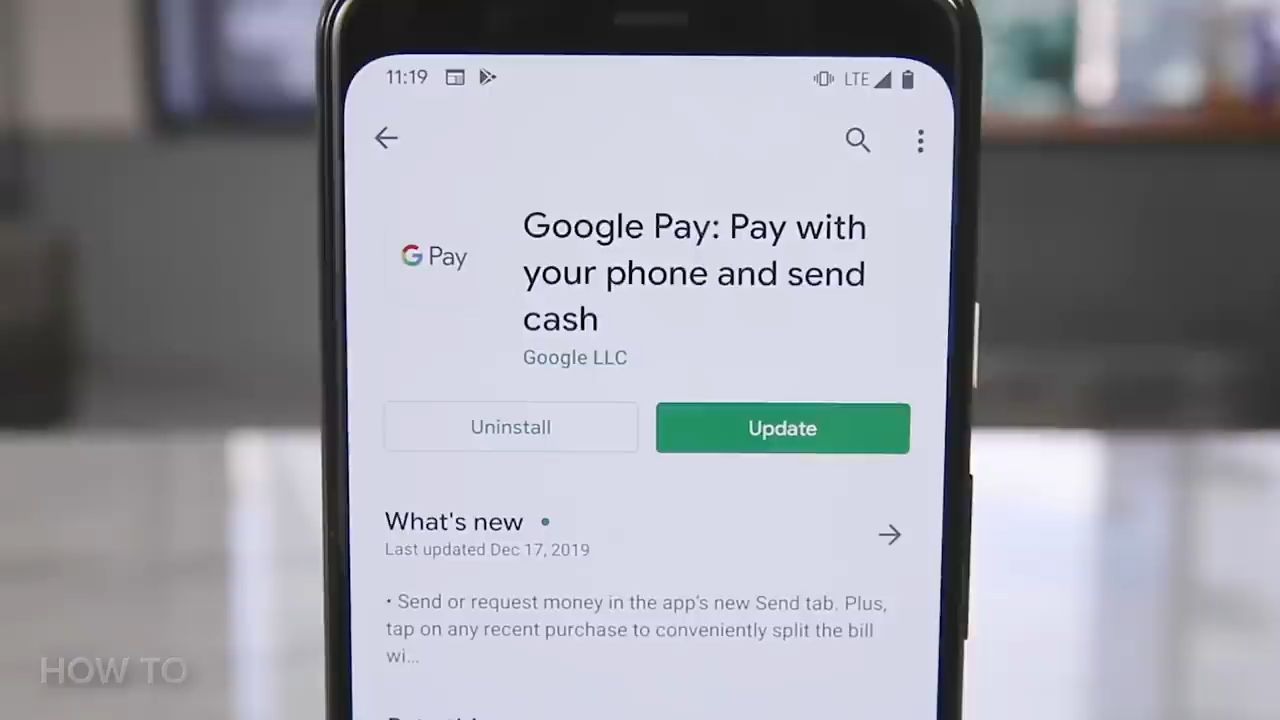 11:19
LTE
G Pay
Google Pay: Pay with
your phone and send
cash
Google LLC
Uninstall
Update
What's new
Last updated Dec 17, 2019
• Send or request money in the app's new Send tab. Plus,
tap on any recent purchase to conveniently split the bill
wi...
HOW TO